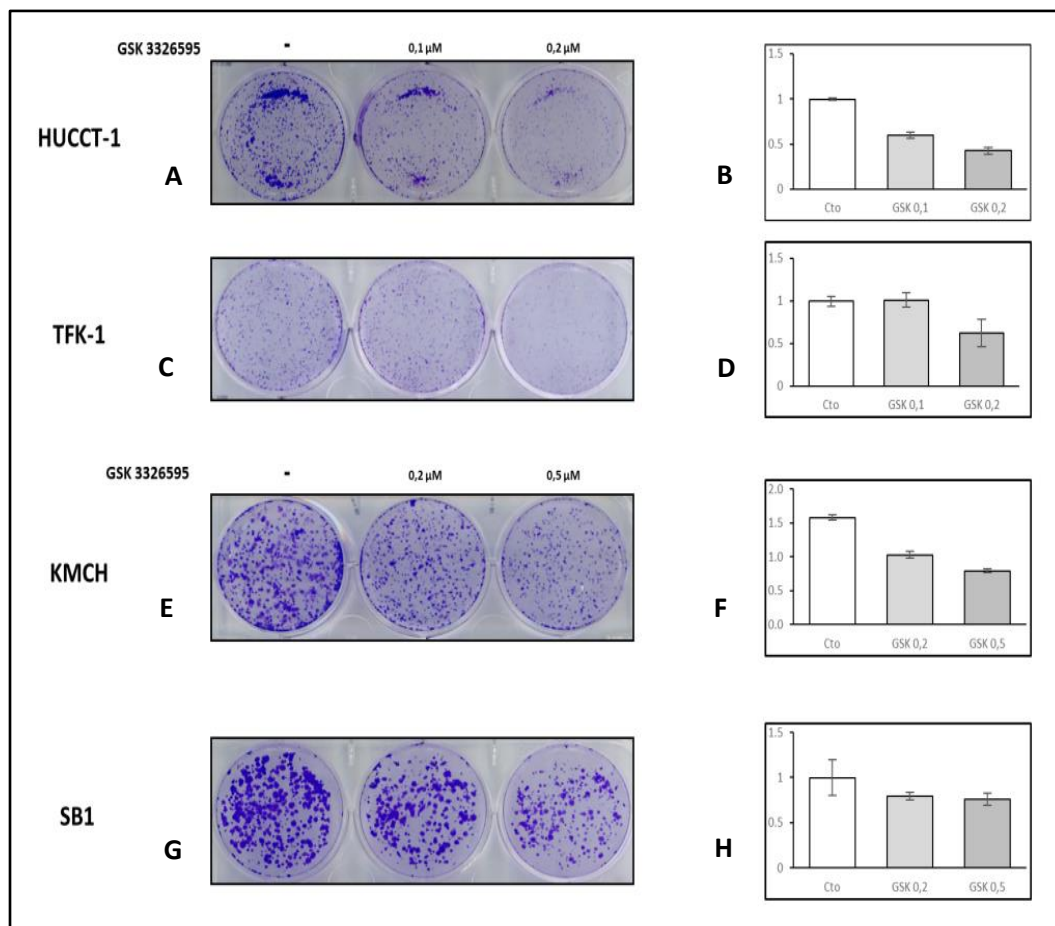 GSK 3326595 - 0,1 µM 0,2 µM
HUCCT-1
A
B
1.5
1
0.5
0
Cto GSK 0,1 GSK 0,2
TFK-1
C
D
1.5
1
0.5
0
Cto GSK 0,1 GSK 0,2
GSK 3326595 - 0,2 µM 0,5 µM
KMCH
E
F
2.0
1.5
1.0
0.5
0.0
Cto GSK 0,2 GSK 0,5
SB1
G
H
1.5
1
0.5
0
Cto GSK 0,2 GSK 0,5